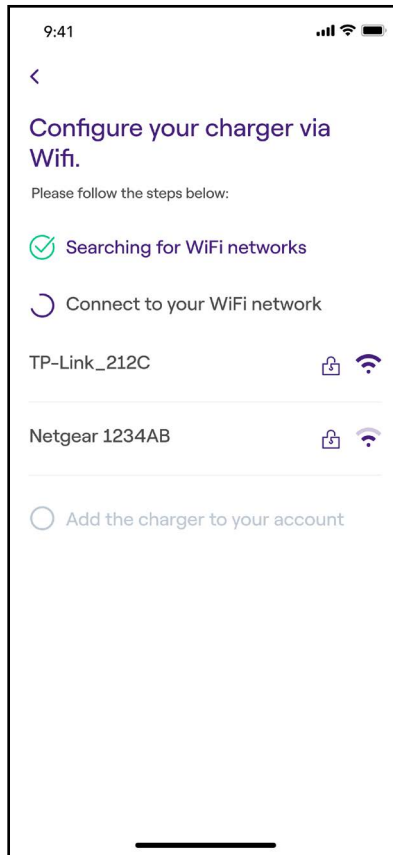 9:41
Configure your charger via
Wifi.
Please follow the steps below:
Searching for WiFi networks
Connect to your WiFi network
TP-Link_212C
Netgear 1234AB
Add the charger to your account